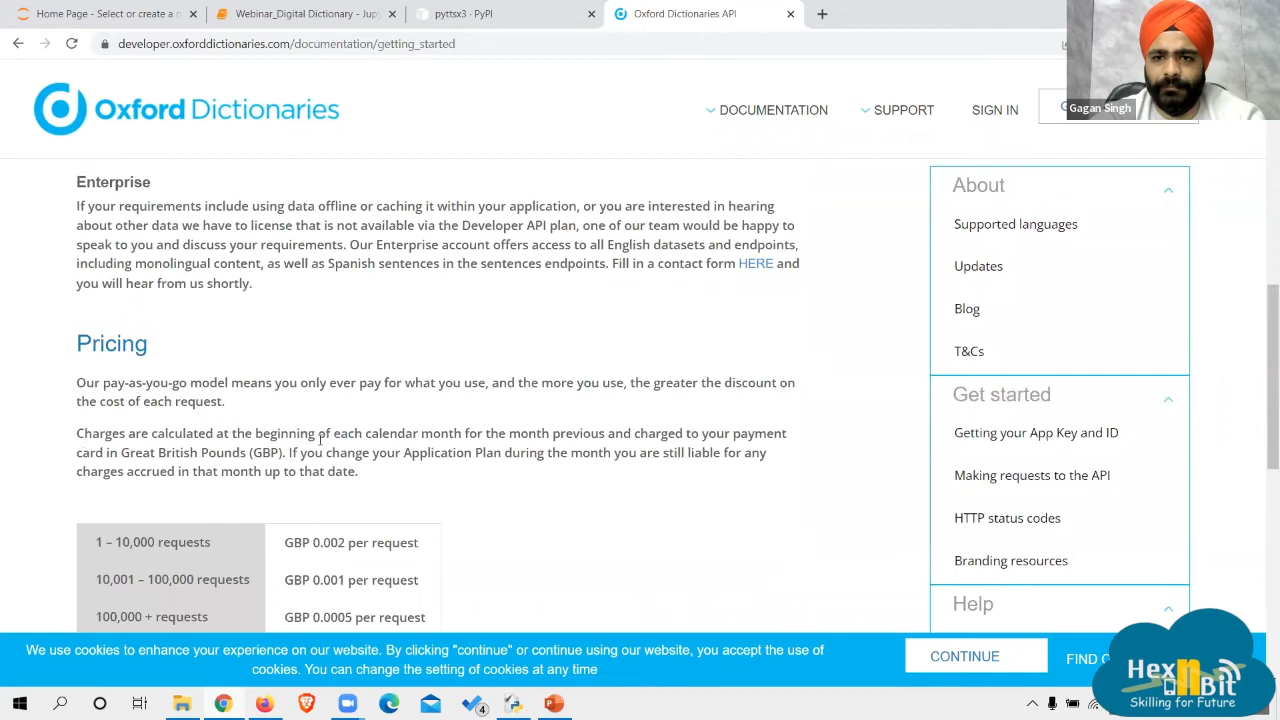 Home Page - Select or create a n
Webinar_Digital Dictionary - Jup
pyttsx3 · PyPI
Oxford Dictionaries API
developer.oxforddictionaries.com/documentation/getting_started
Oxford Dictionaries
DOCUMENTATION
SUPPORT
SIGN IN
Gagan Singh
Enterprise
If your requirements include using data offline or caching it within your application, or you are interested in hearing
about other data we have to license that is not available via the Developer API plan, one of our team would be happy to
speak to you and discuss your requirements. Our Enterprise account offers access to all English datasets and endpoints,
including monolingual content, as well as Spanish sentences in the sentences endpoints. Fill in a contact form HERE and
you will hear from us shortly.
Pricing
Our pay-as-you-go model means you only ever pay for what you use, and the more you use, the greater the discount on
the cost of each request.
Charges are calculated at the beginning of each calendar month for the month previous and charged to your payment
card in Great British Pounds (GBP). If you change your Application Plan during the month you are still liable for any
charges accrued in that month up to that date.
1 – 10,000 requests GBP 0.002 per request
10,001 – 100,000 requests GBP 0.001 per request
100,000 + requests GBP 0.0005 per request
About
Supported languages
Updates
Blog
T&Cs
Get started
Getting your App Key and ID
Making requests to the API
HTTP status codes
Branding resources
Help
We use cookies to enhance your experience on our website. By clicking "continue" or continue using our website, you accept the use of
cookies. You can change the setting of cookies at any time
CONTINUE
FIND
4
HexnBit
Skilling for Future